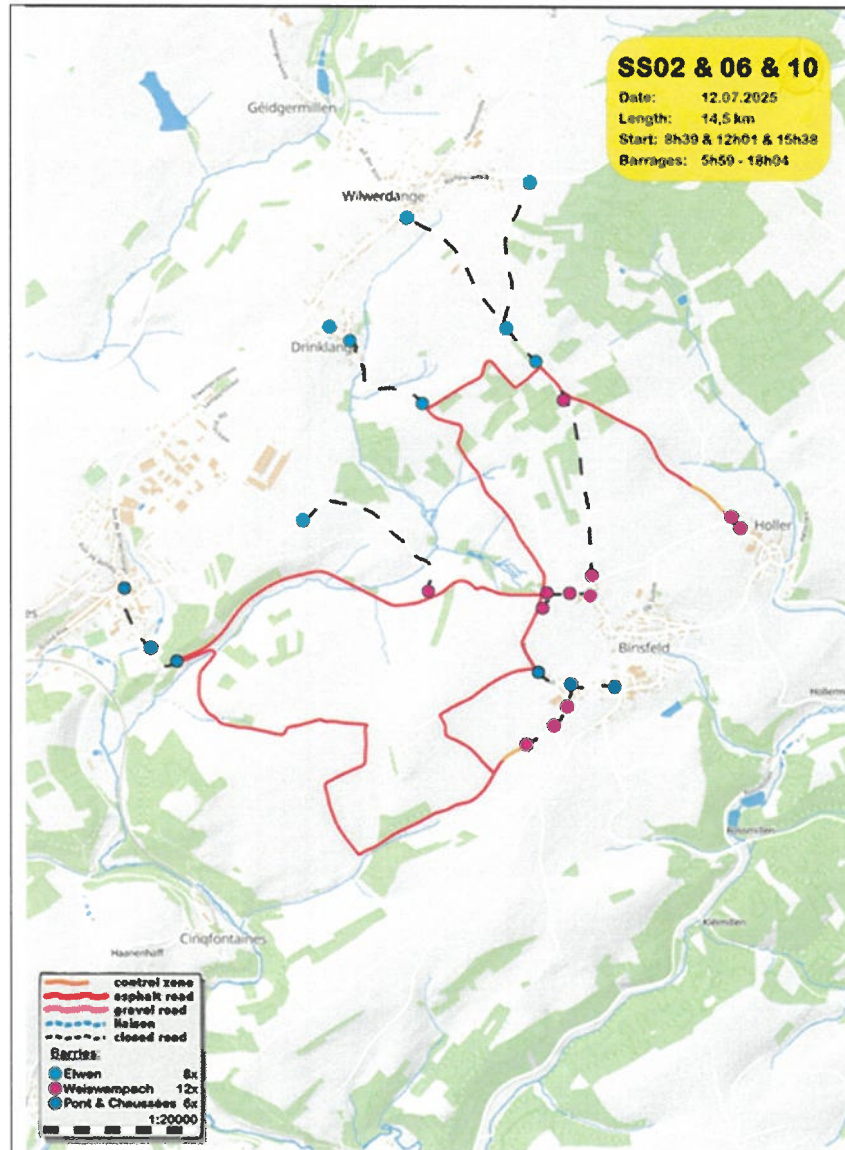 SS02 & 06 & 10
Date: 12.07.2025
Length: 14,5 km
Start: 8h39 & 12h01 & 15h38
Barrages: 5h59 - 18h04
Géidgermillen
Wilwerdange
Drinklange
Holler
Binsfeld
Cinqfontaines
Haanenhaff
Kleimillen
control zone
asphalt road
gravel road
liaison
closed road
Barries:
Elwen 8x
Weiswampach 12x
Pont & Chaussées 6x
1:20000